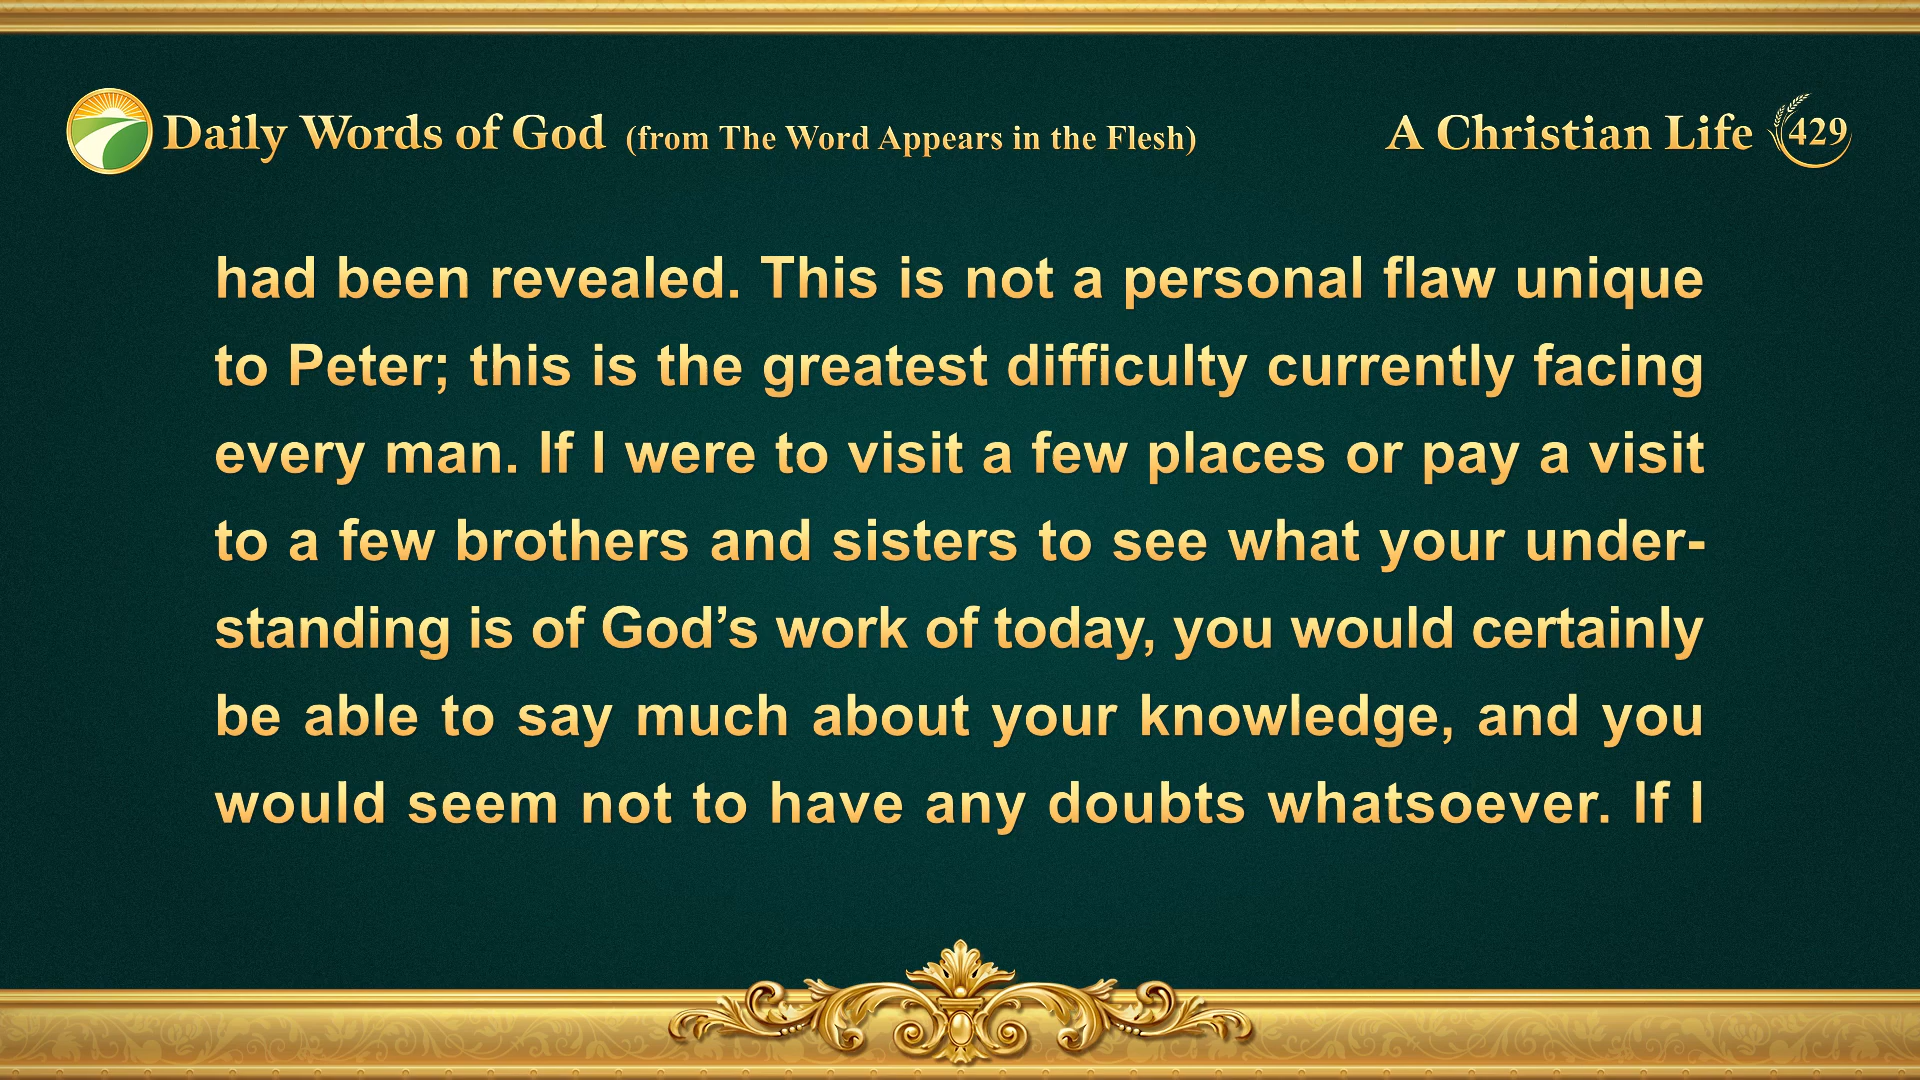 Daily Words of God (from The Word Appears in the Flesh)
A Christian Life 429
had been revealed. This is not a personal flaw unique
to Peter; this is the greatest difficulty currently facing
every man. If I were to visit a few places or pay a visit
to a few brothers and sisters to see what your under-
standing is of God’s work of today, you would certainly
be able to say much about your knowledge, and you
would seem not to have any doubts whatsoever. If I